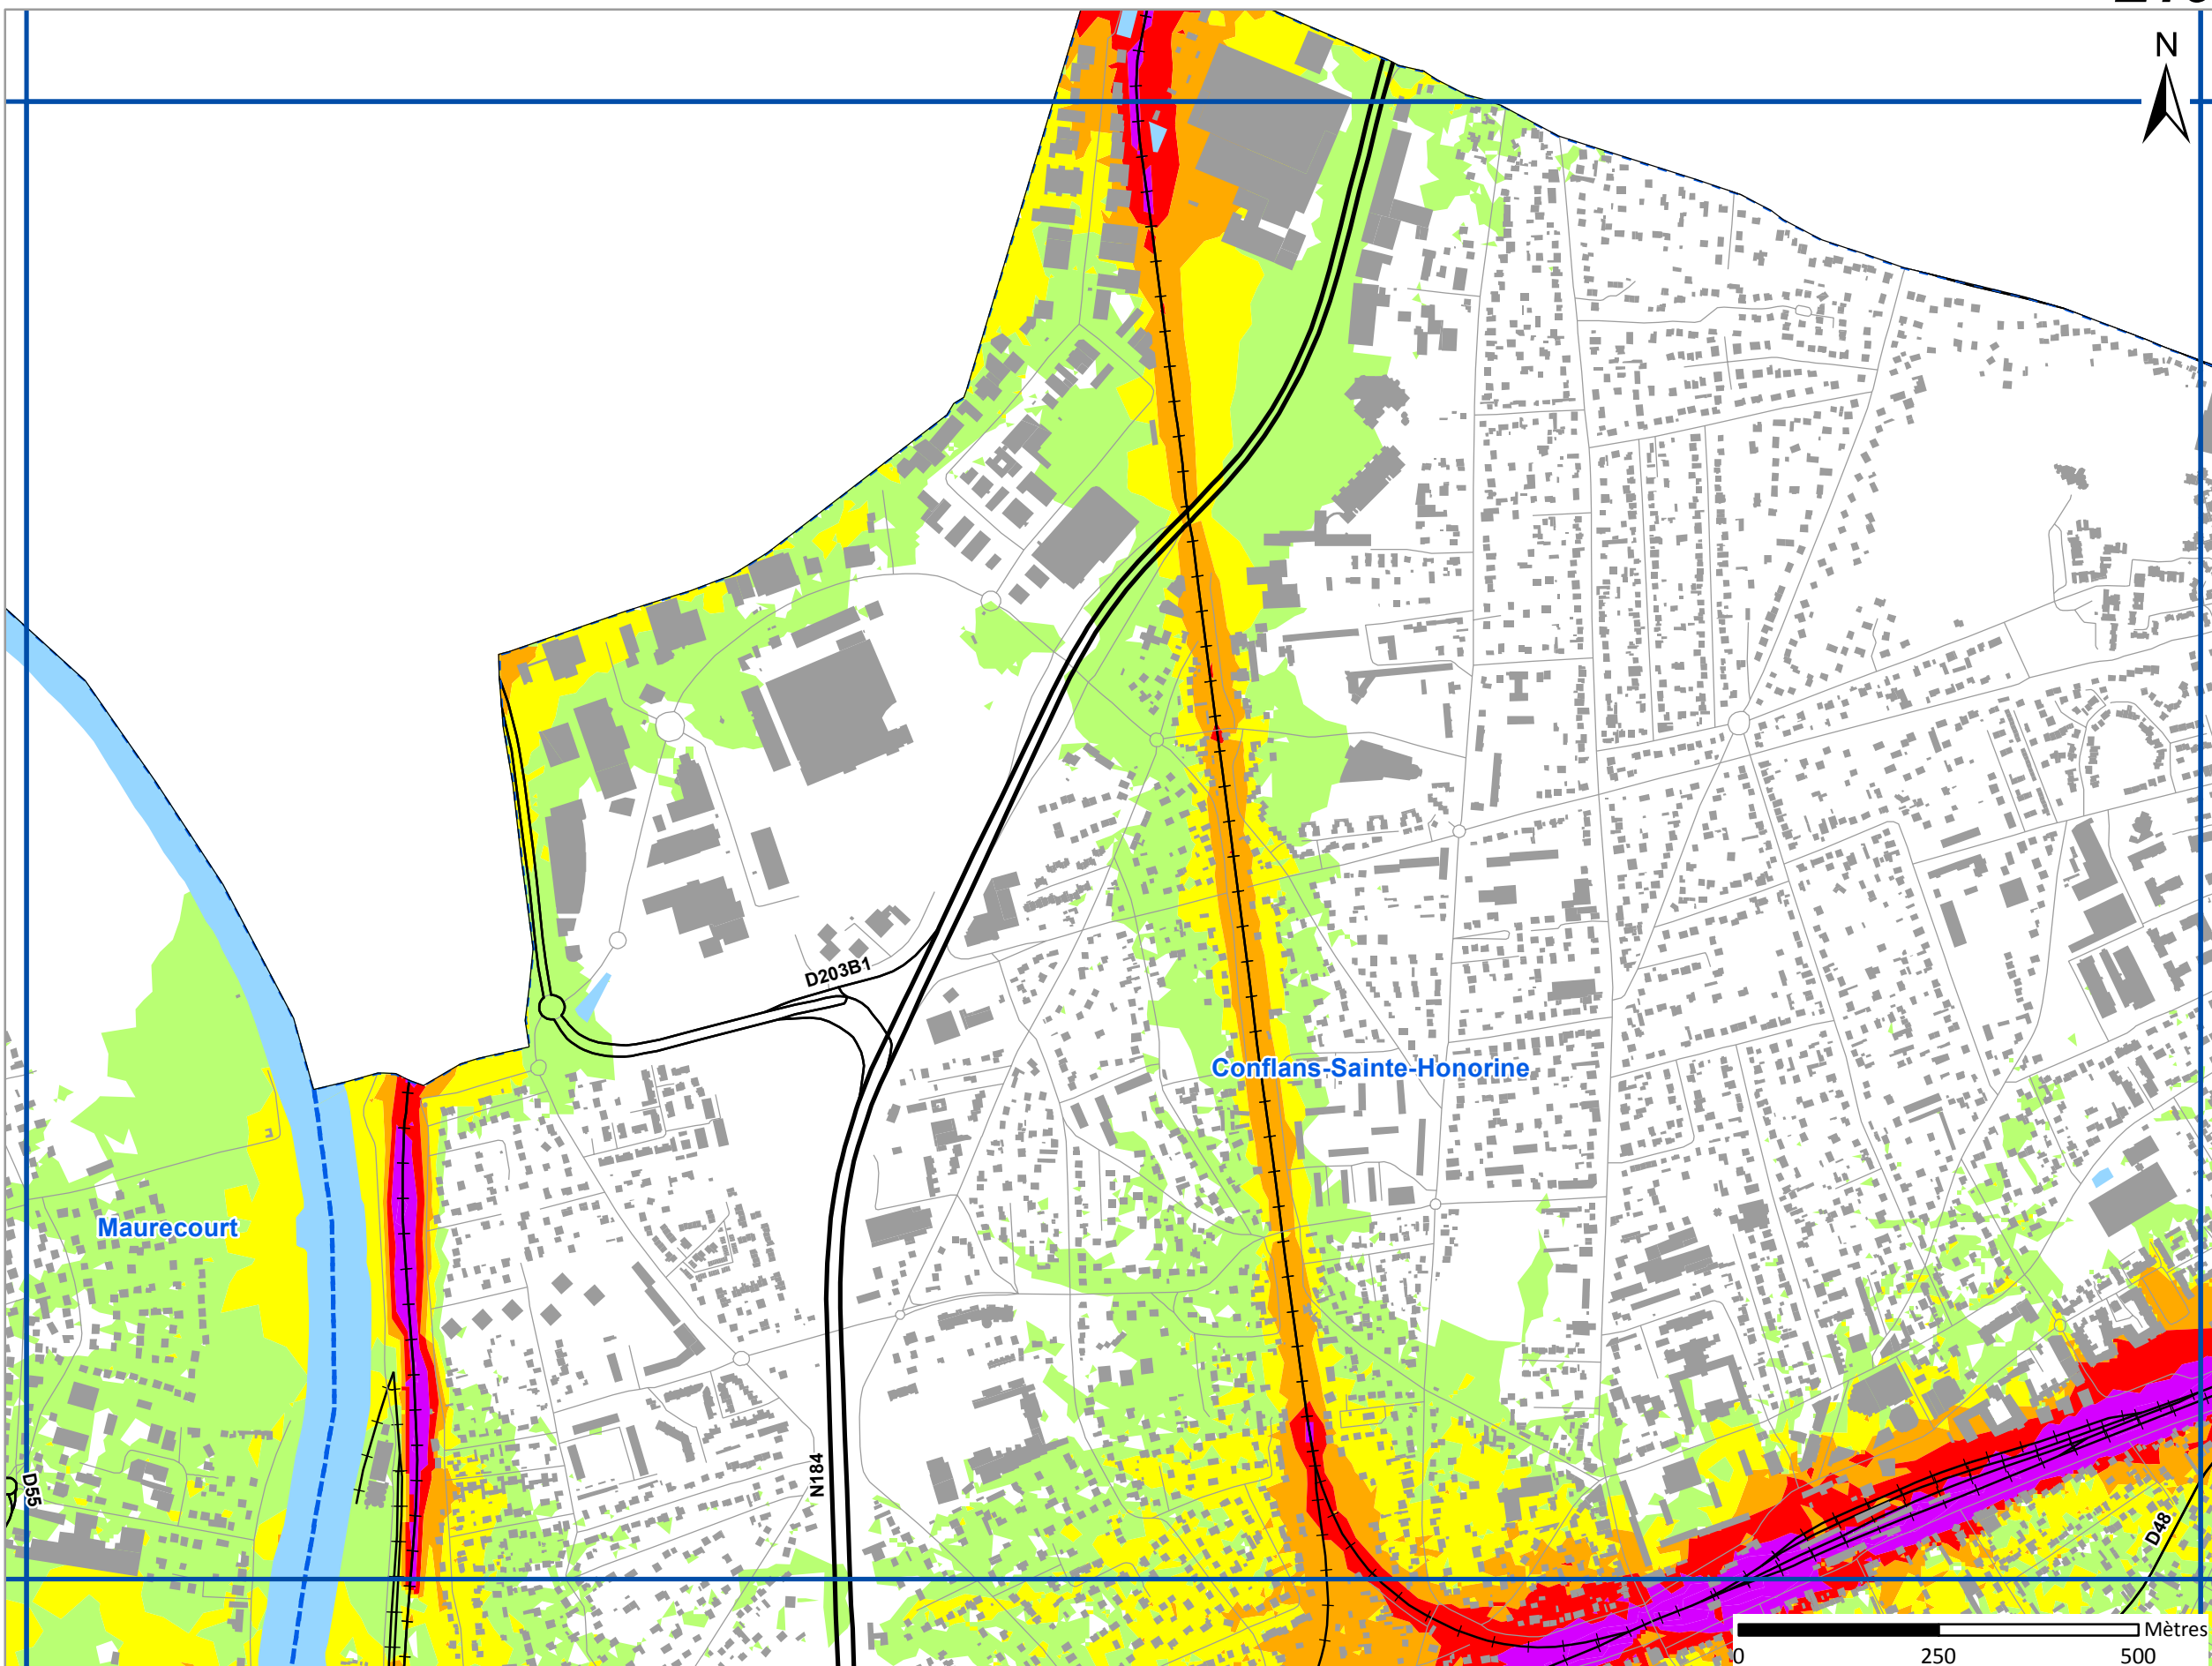 N
D203B1
Conflans-Sainte-Honorine
Maurecourt
N184
D55
D48
Mètres
0 250 500